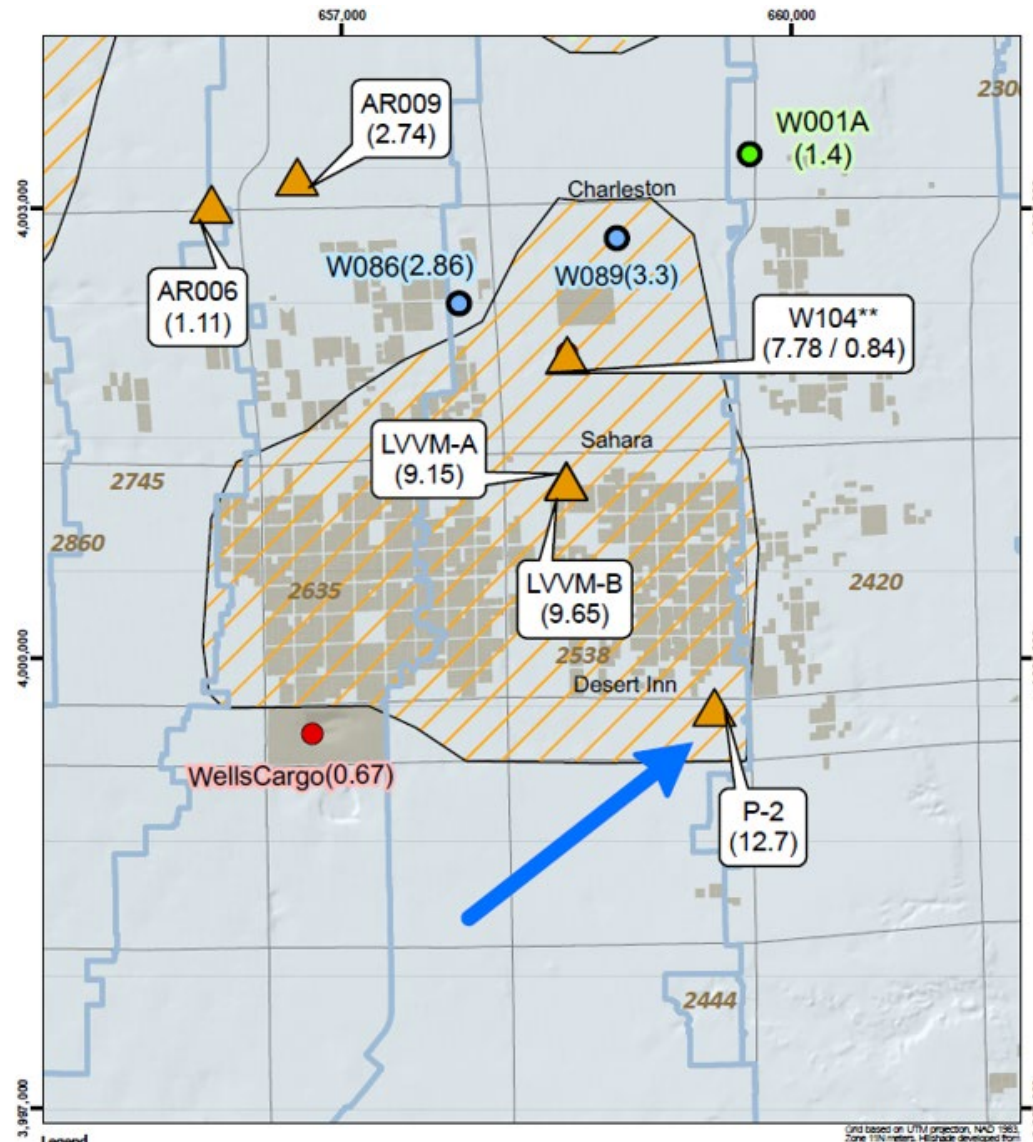 657,000
660,000
2300
AR009
(2.74)
W001A
(1.4)
4,003,000
Charleston
AR006
(1.11)
W086(2.86)
W089(3.3)
W104**
(7.78 / 0.84)
LVVM-A
(9.15)
Sahara
2745
2860
2635
LVVM-B
(9.65)
2420
4,000,000
2538
Desert Inn
WellsCargo(0.67)
P-2
(12.7)
2444
3,997,000
Legend
Grid based on UTM projection, NAD 1983,
Zone 11N meters. Hillshade developed from